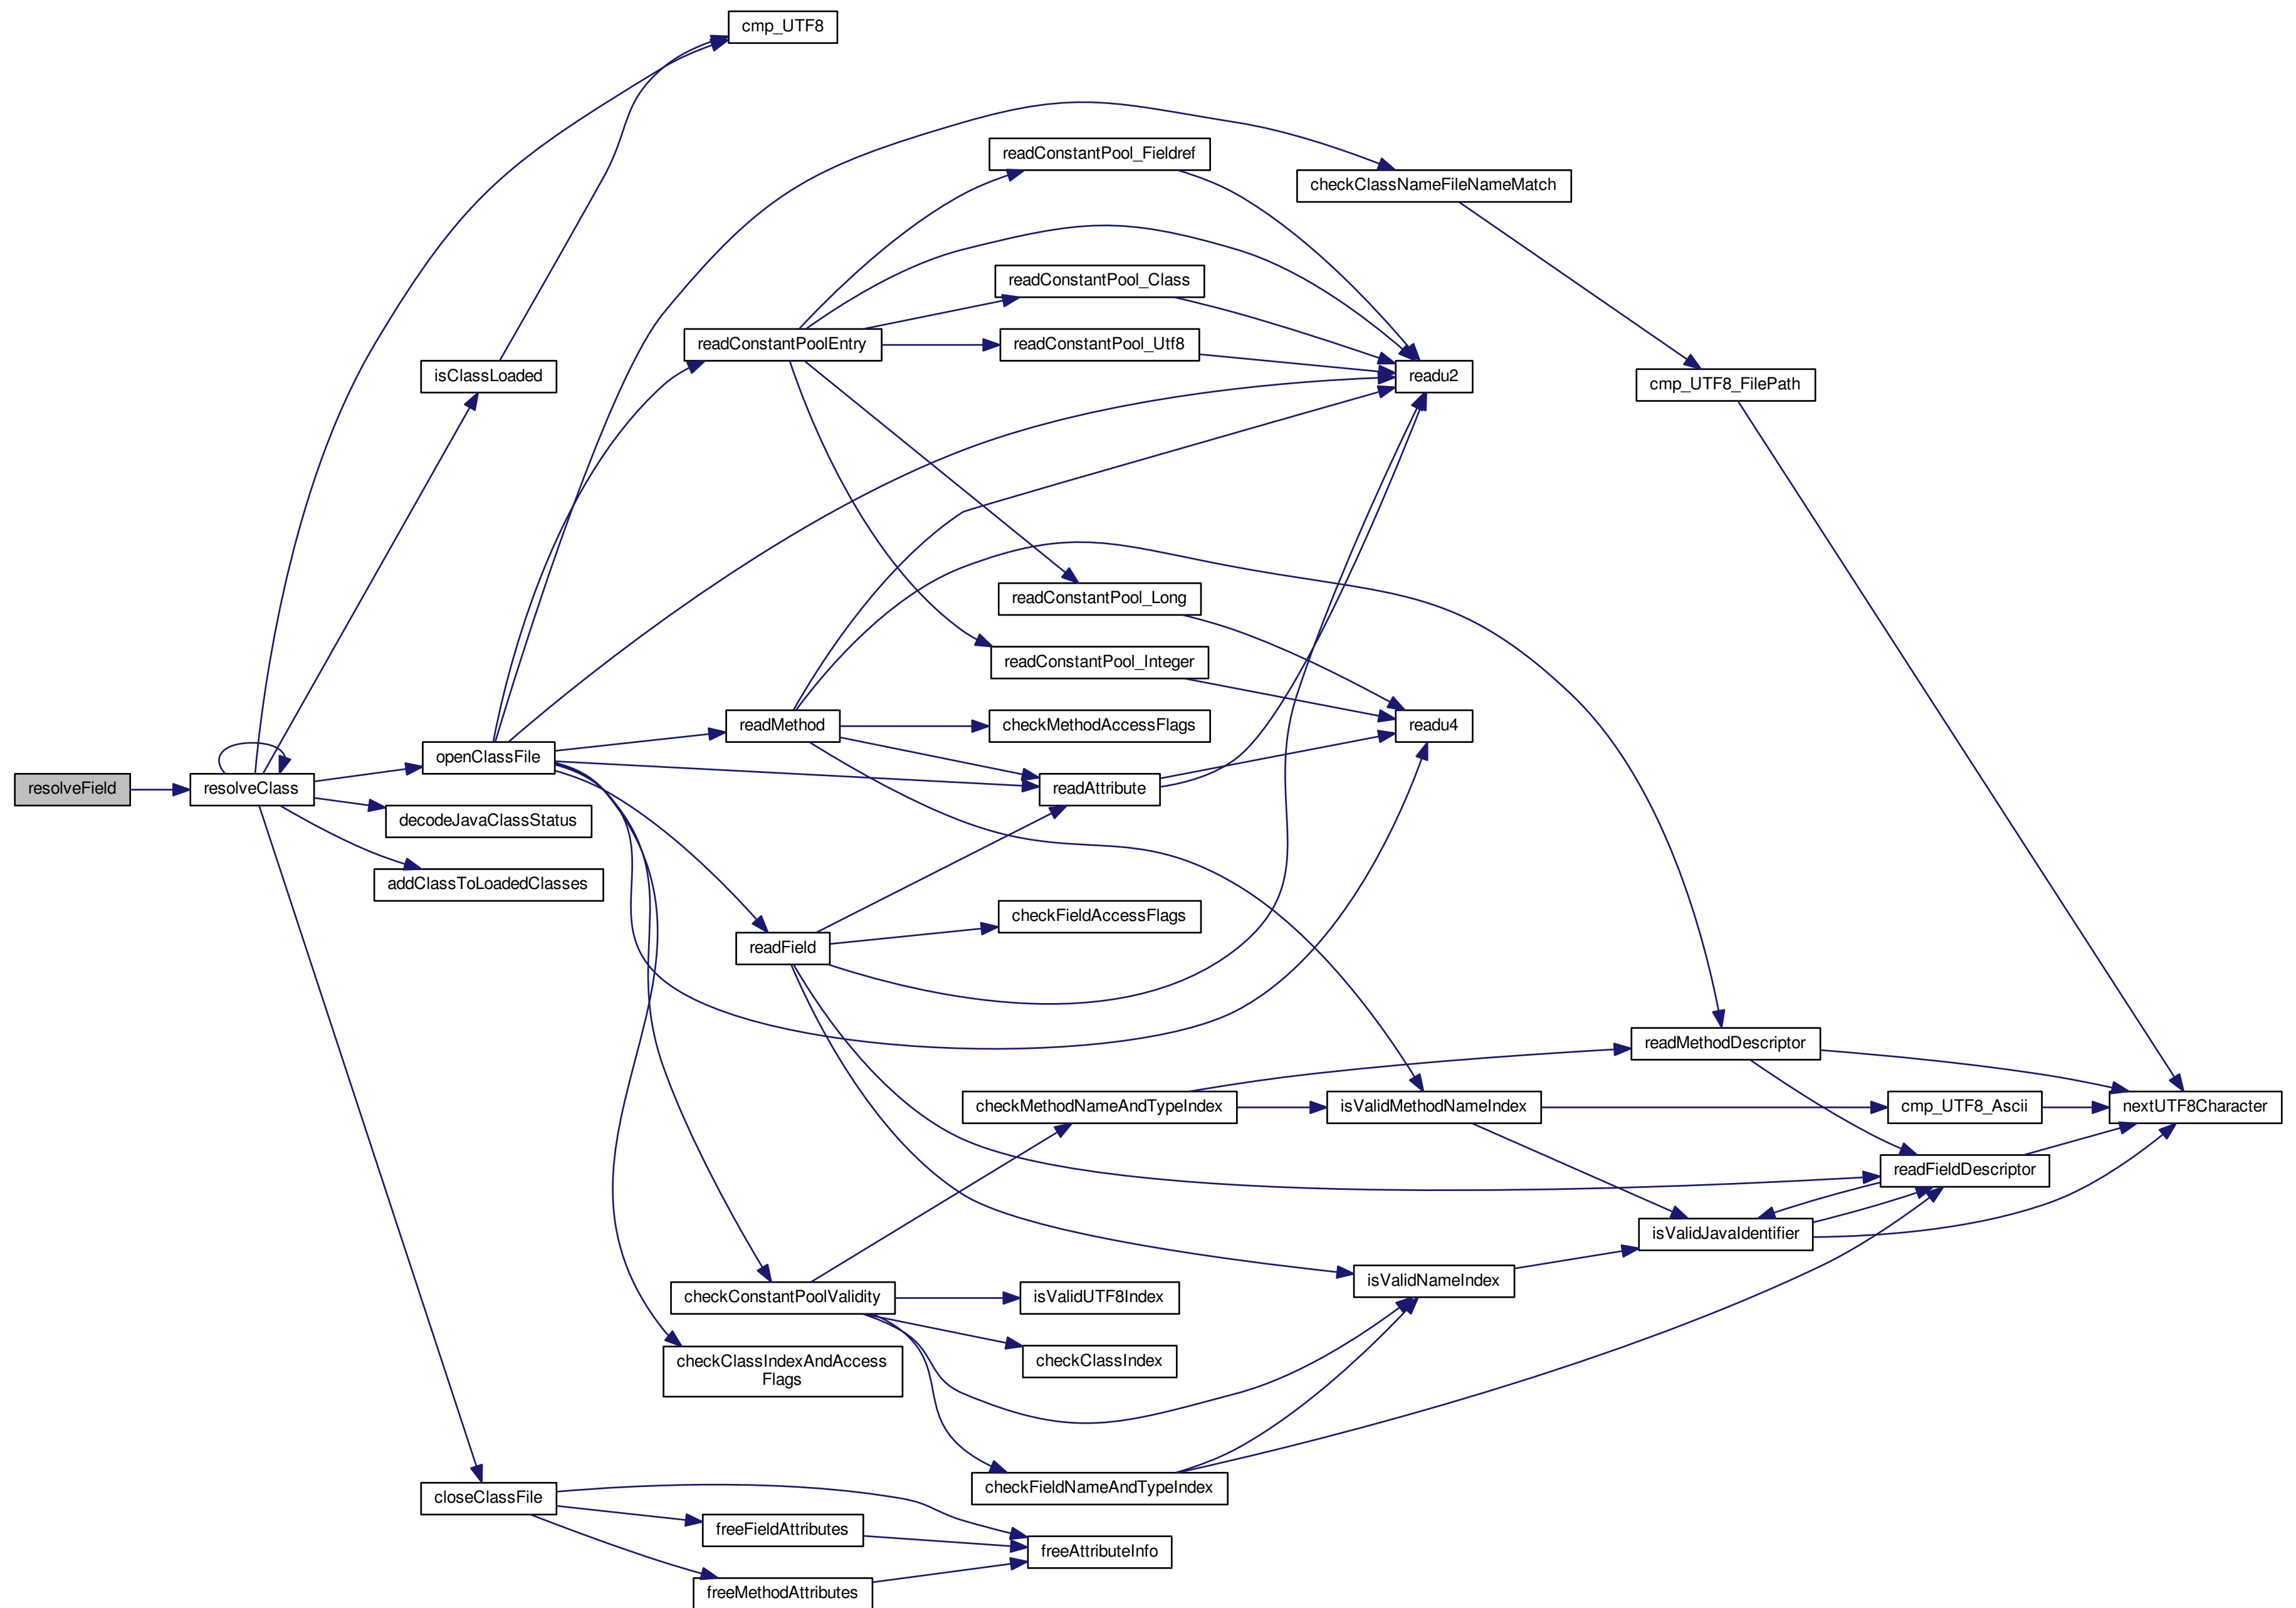 cmp_UTF8
readConstantPool_Fieldref
checkClassNameFileNameMatch
readConstantPool_Class
readConstantPoolEntry
readConstantPool_Utf8
isClassLoaded
readu2
cmp_UTF8_FilePath
readConstantPool_Long
readConstantPool_Integer
readMethod
checkMethodAccessFlags
readu4
openClassFile
resolveField
resolveClass
readAttribute
decodeJavaClassStatus
addClassToLoadedClasses
checkFieldAccessFlags
readField
readMethodDescriptor
checkMethodNameAndTypeIndex
isValidMethodNameIndex
cmp_UTF8_Ascii
nextUTF8Character
readFieldDescriptor
isValidJavaIdentifier
isValidNameIndex
checkConstantPoolValidity
isValidUTF8Index
checkClassIndexAndAccess
Flags
checkClassIndex
closeClassFile
checkFieldNameAndTypeIndex
freeFieldAttributes
freeAttributeInfo
freeMethodAttributes